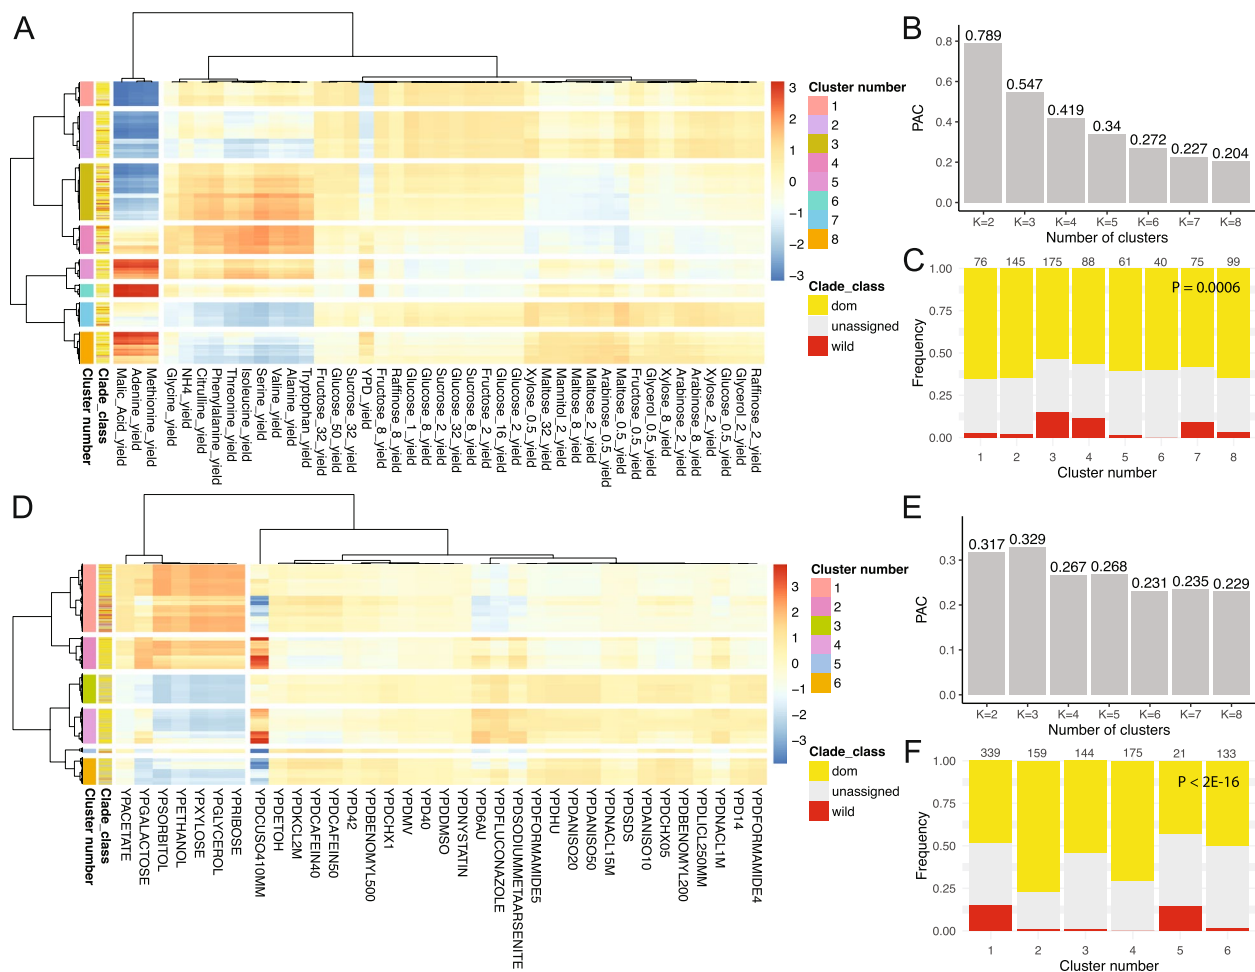 A
3
2
1
0
−1
−2
−3
Cluster number
1
2
3
4
5
6
7
8
Clade_class
dom
unassigned
wild
Cluster number
Clade_class
Malic_Acid_yield
Adenine_yield
Methionine_yield
Glycine_yield
NH4_yield
Citrulline_yield
Phenylalanine_yield
Threonine_yield
Isoleucine_yield
Serine_yield
Valine_yield
Alanine_yield
Tryptophan_yield
Fructose_32_yield
Glucose_50_yield
Sucrose_32_yield
YPD_yield
Fructose_8_yield
Raffinose_8_yield
Glucose_1_yield
Glucose_8_yield
Sucrose_2_yield
Glucose_32_yield
Sucrose_8_yield
Fructose_2_yield
Glucose_16_yield
Glucose_2_yield
Xylose_0.5_yield
Maltose_32_yield
Mannitol_2_yield
Maltose_8_yield
Maltose_2_yield
Arabinose_0.5_yield
Maltose_0.5_yield
Fructose_0.5_yield
Glycerol_0.5_yield
Xylose_8_yield
Arabinose_2_yield
Arabinose_8_yield
Xylose_2_yield
Glucose_0.5_yield
Glycerol_2_yield
Raffinose_2_yield
B
PAC
0.8
0.6
0.4
0.2
0.0
0.789
0.547
0.419
0.34
0.272
0.227
0.204
K=2 K=3 K=4 K=5 K=6 K=7 K=8
Number of clusters
C
76 145 175 88 61 40 75 99
P = 0.0006
Frequency
1.00
0.75
0.50
0.25
0.00
1 2 3 4 5 6 7 8
Cluster number
D
3
2
1
0
−1
−2
−3
Cluster number
1
2
3
4
5
6
Clade_class
dom
unassigned
wild
Cluster number
Clade_class
YPACETATE
YPGALACTOSE
YPSORBITOL
YPETHANOL
YPXYLOSE
YPGLYCEROL
YPRIBOSE
YPDCUSO410MM
YPDETOH
YPDKCL2M
YPDCAFEIN40
YPDCAFEIN50
YPD42
YPDBENOMYL500
YPDCHX1
YPDMV
YPD40
YPDDMSO
YPDNYSTATIN
YPD6AU
YPDFLUCONAZOLE
YPDSODIUMMETAARSENITE
YPDFORMAMIDE5
YPDHU
YPDANISO20
YPDANISO50
YPDNACL15M
YPDSDS
YPDANISO10
YPDCHX05
YPDBENOMYL200
YPDLICL250MM
YPDNACL1M
YPD14
YPDFORMAMIDE4
E
PAC
0.3
0.2
0.1
0.0
0.317
0.329
0.267
0.268
0.231
0.235
0.229
K=2 K=3 K=4 K=5 K=6 K=7 K=8
Number of clusters
F
339 159 144 175 21 133
P < 2E-16
Frequency
1.00
0.75
0.50
0.25
0.00
1 2 3 4 5 6
Cluster number